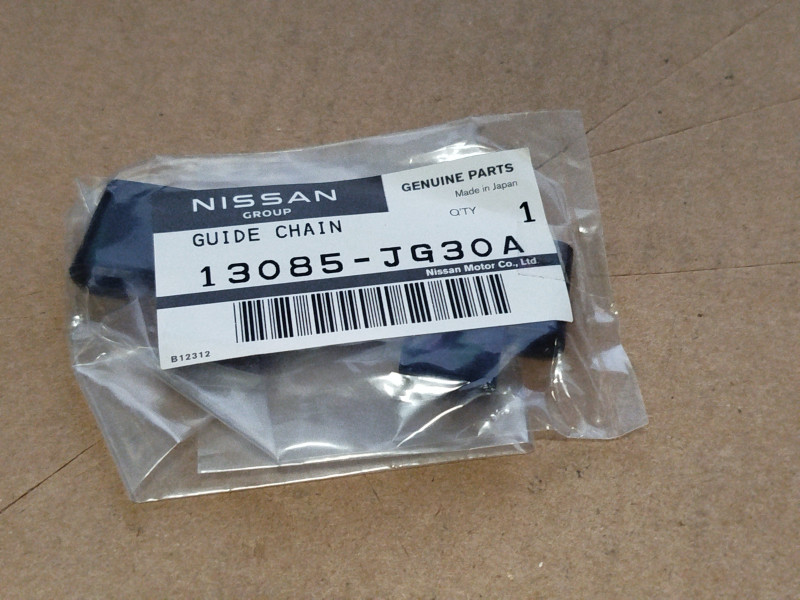 NISSAN
GROUP
GENUINE PARTS
Made in Japan
Q'TY 1
GUIDE CHAIN
13085-JG30A
Nissan Motor Co., Ltd.
B12312